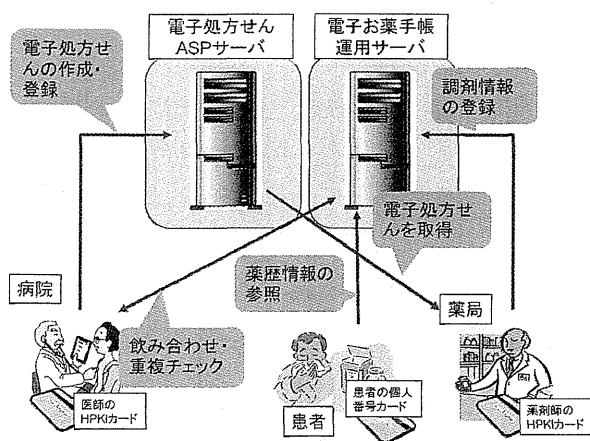 電子処方せん
ASPサーバ
電子お薬手帳
運用サーバ
電子処方せ
んの作成・
登録
調剤情報
の登録
電子処方せ
んを取得
薬歴情報の
参照
病院
薬局
飲み合わせ・
重複チェック
医師の
HPKIカード
患者
患者の個人
番号カード
薬剤師の
HPKIカード